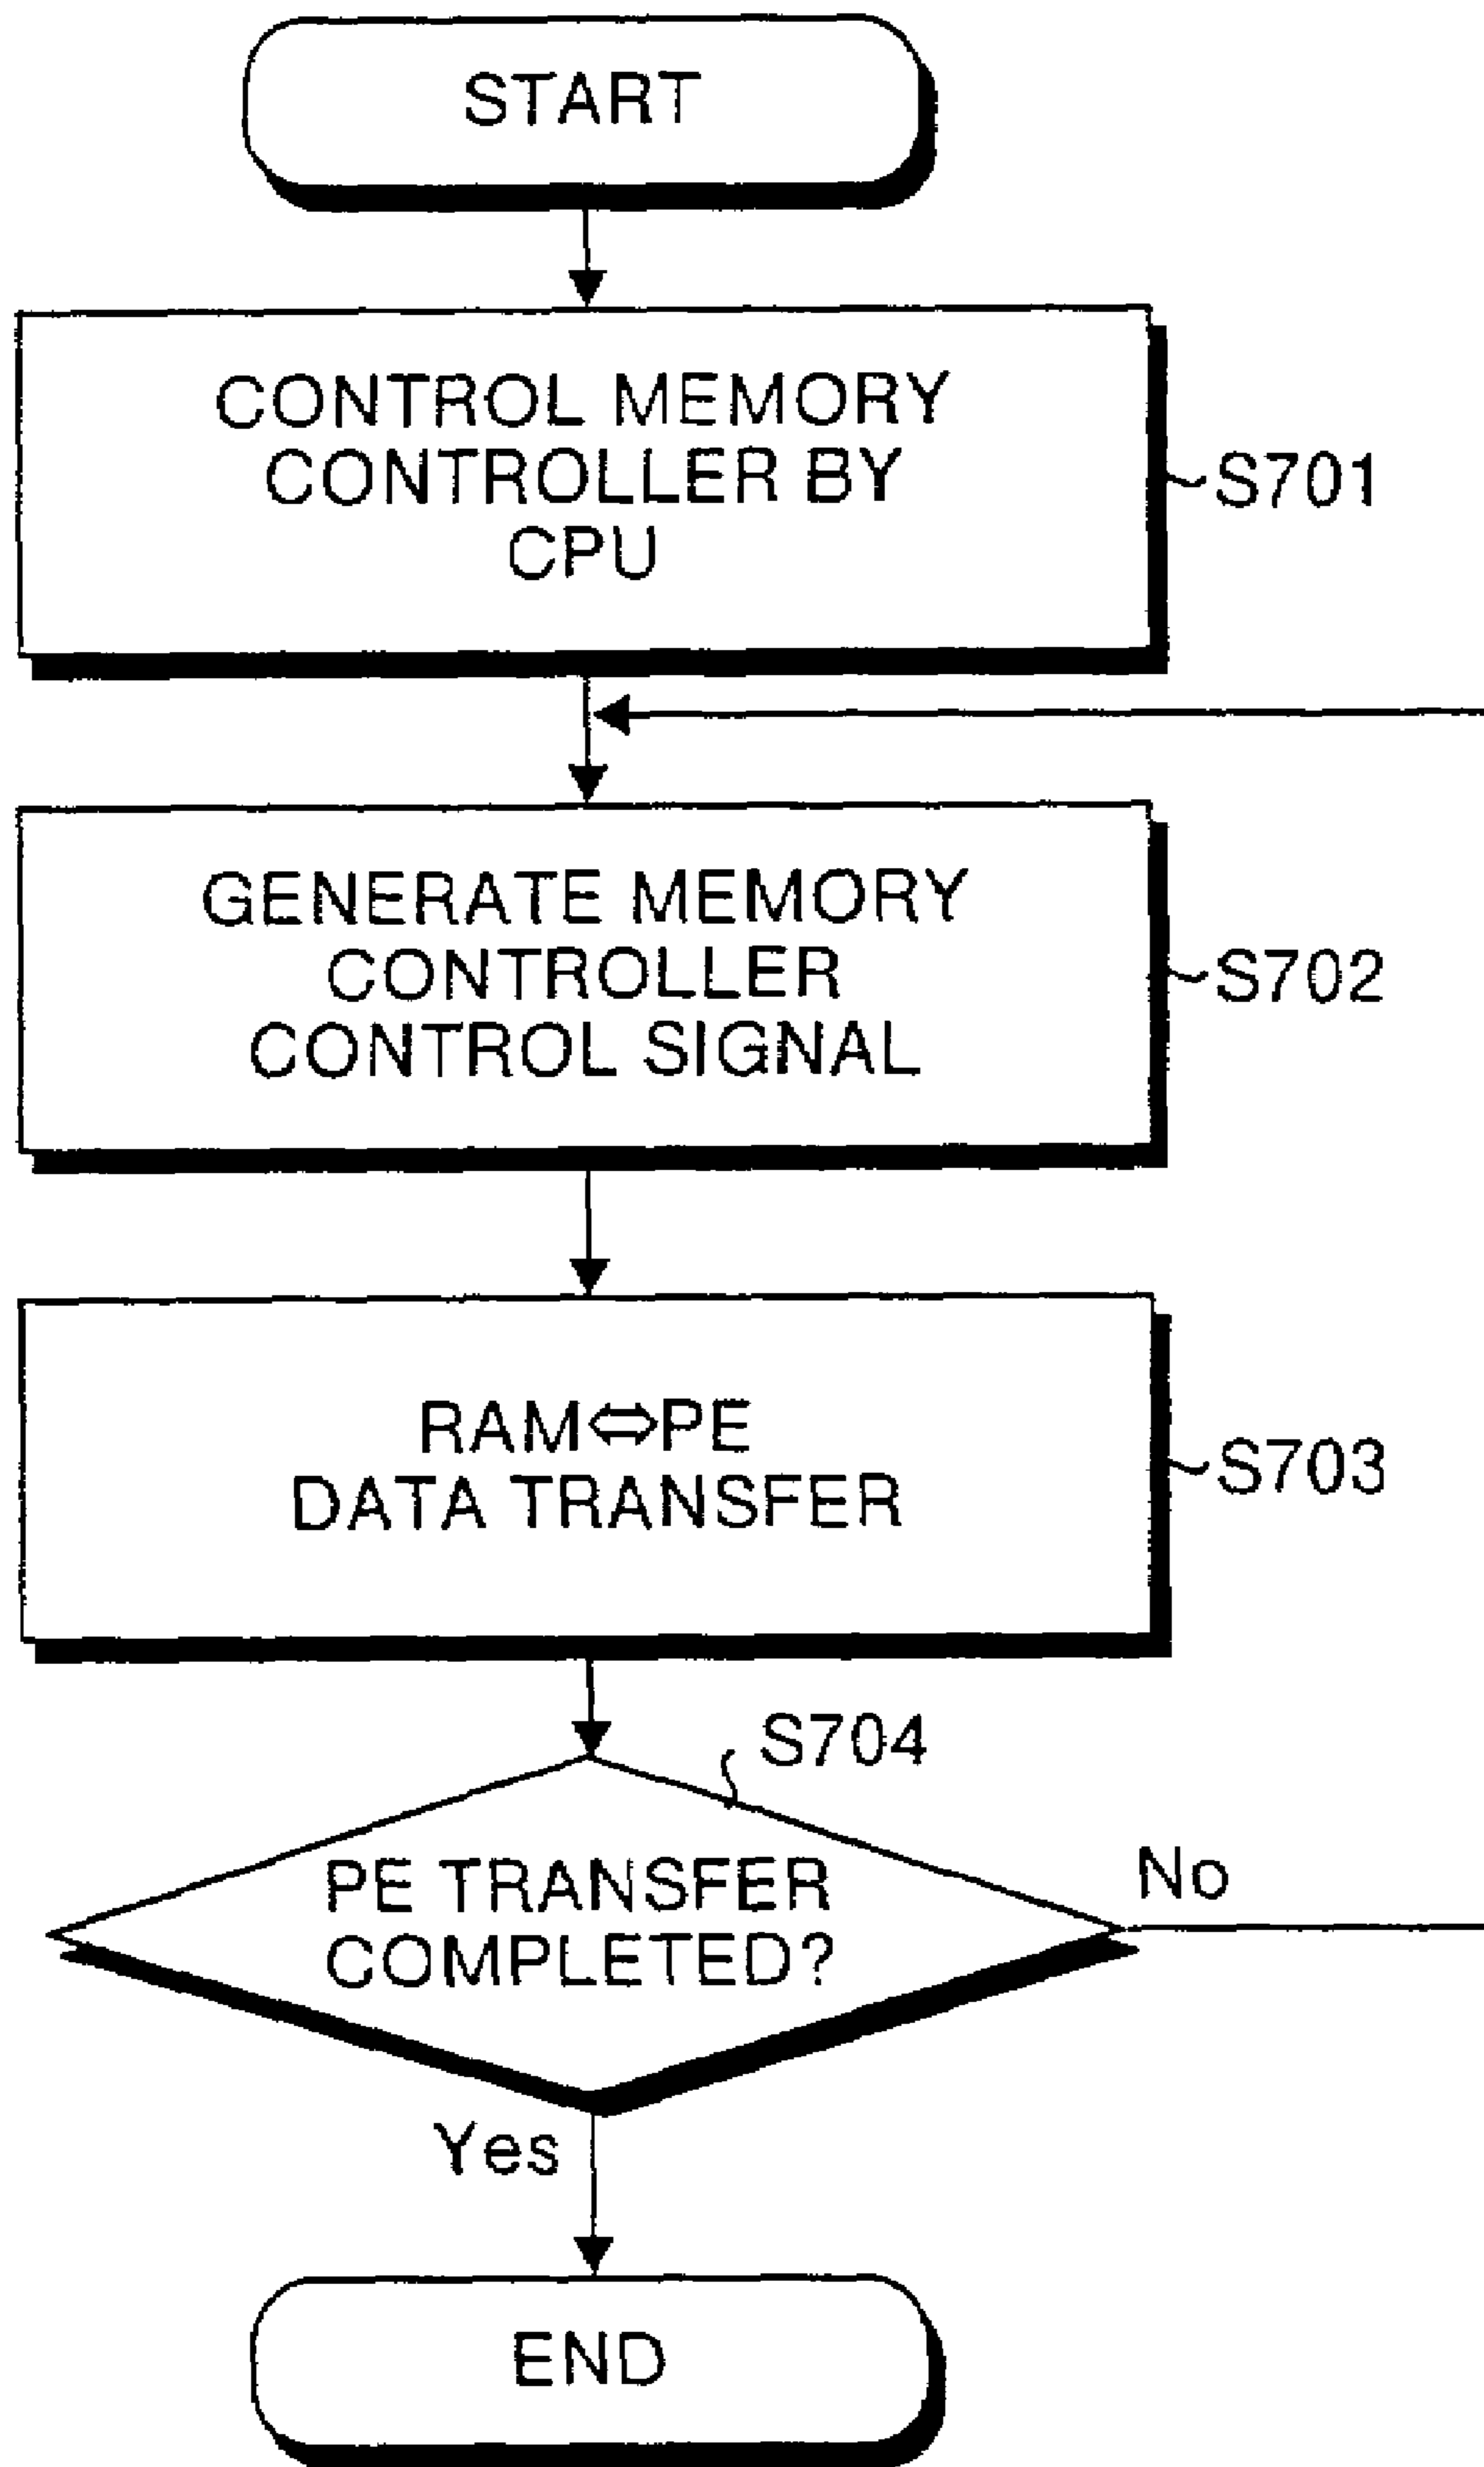 START
CONTROL MEMORY
CONTROLLER BY
CPU
S701
GENERATE MEMORY
CONTROLLER
CONTROL SIGNAL
S702
RAM⇔PE
DATA TRANSFER
S703
S704
PE TRANSFER
COMPLETED?
No
Yes
END